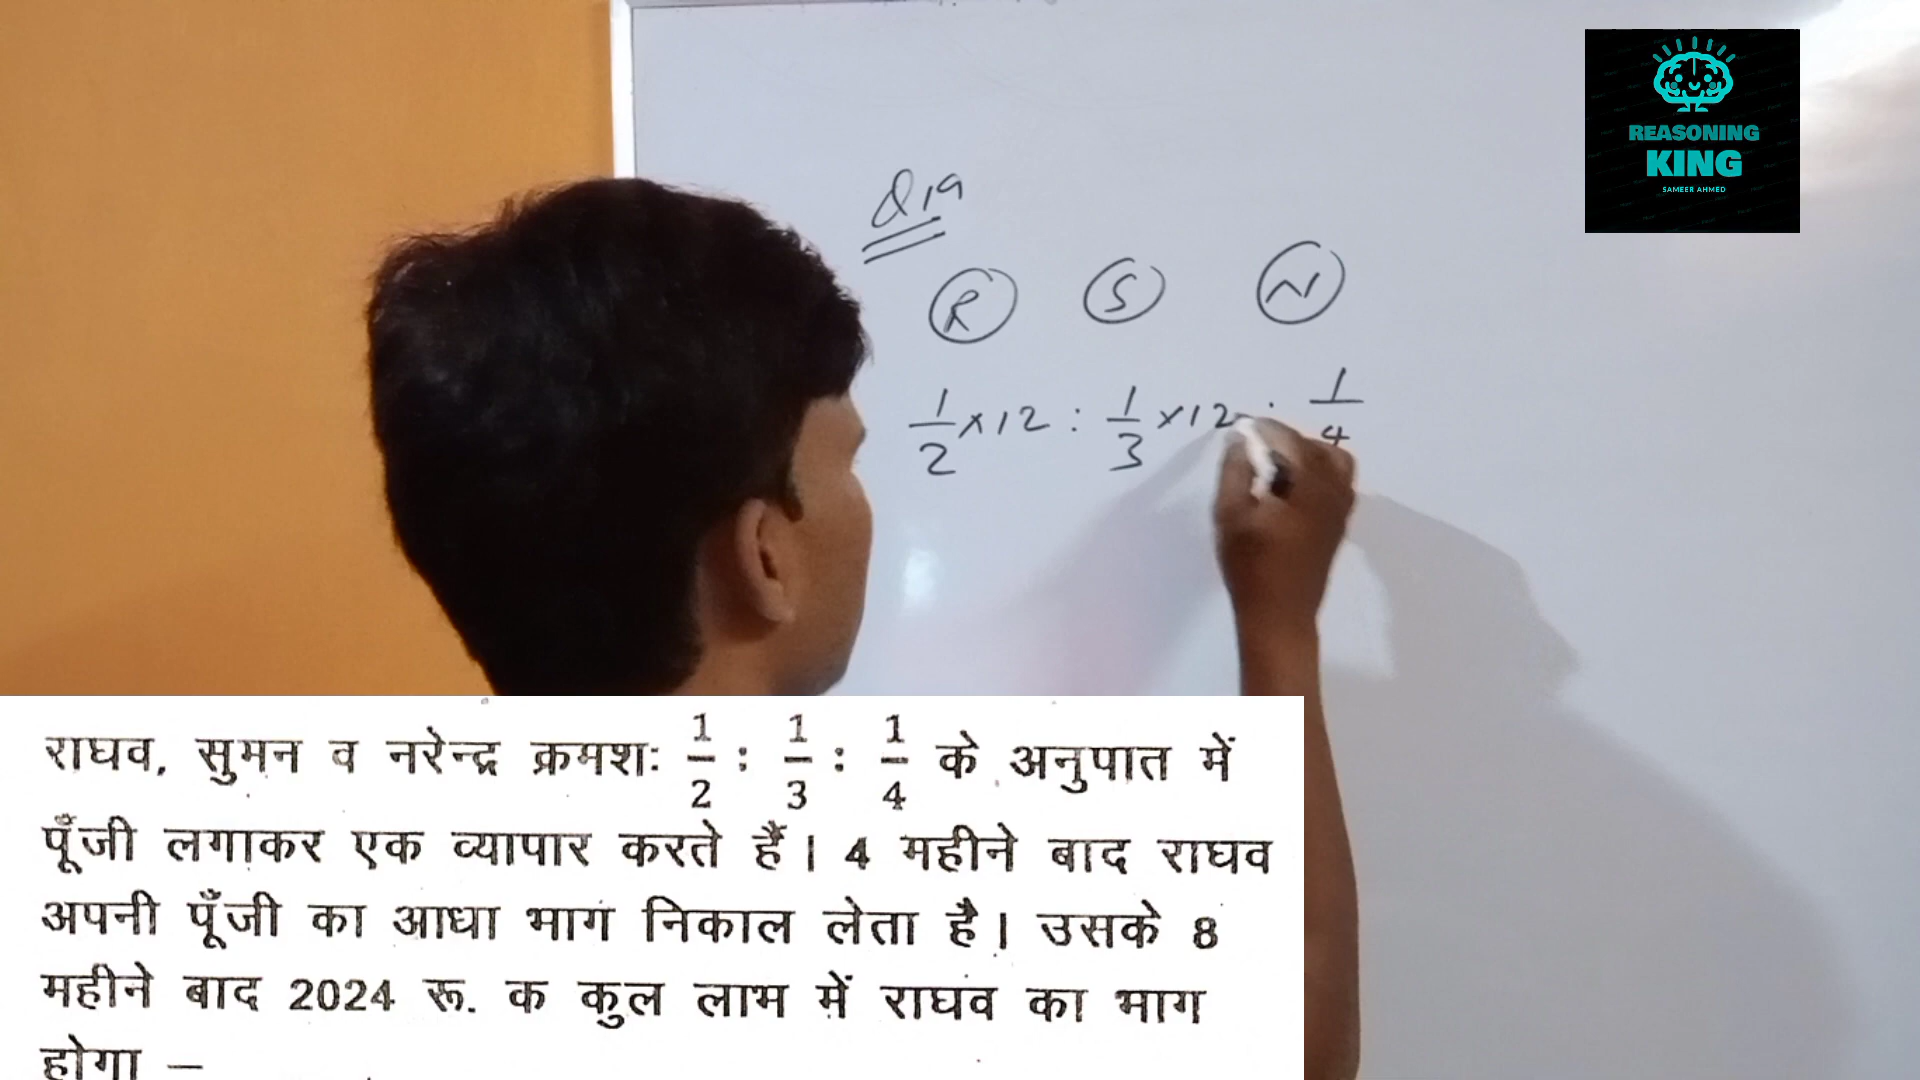 REASONING
KING
SAMEER AHMED
Q19
R S N
1/2 ×12 : 1/3 ×12 : 1/4
राघव, सुमन व नरेन्द्र क्रमशः 1/2 : 1/3 : 1/4 के अनुपात में
पूँजी लगाकर एक व्यापार करते हैं। 4 महीने बाद राघव
अपनी पूँजी का आधा भाग निकाल लेता है। उसके 8
महीने बाद 2024 रू. क कुल लाभ में राघव का भाग
होगा –